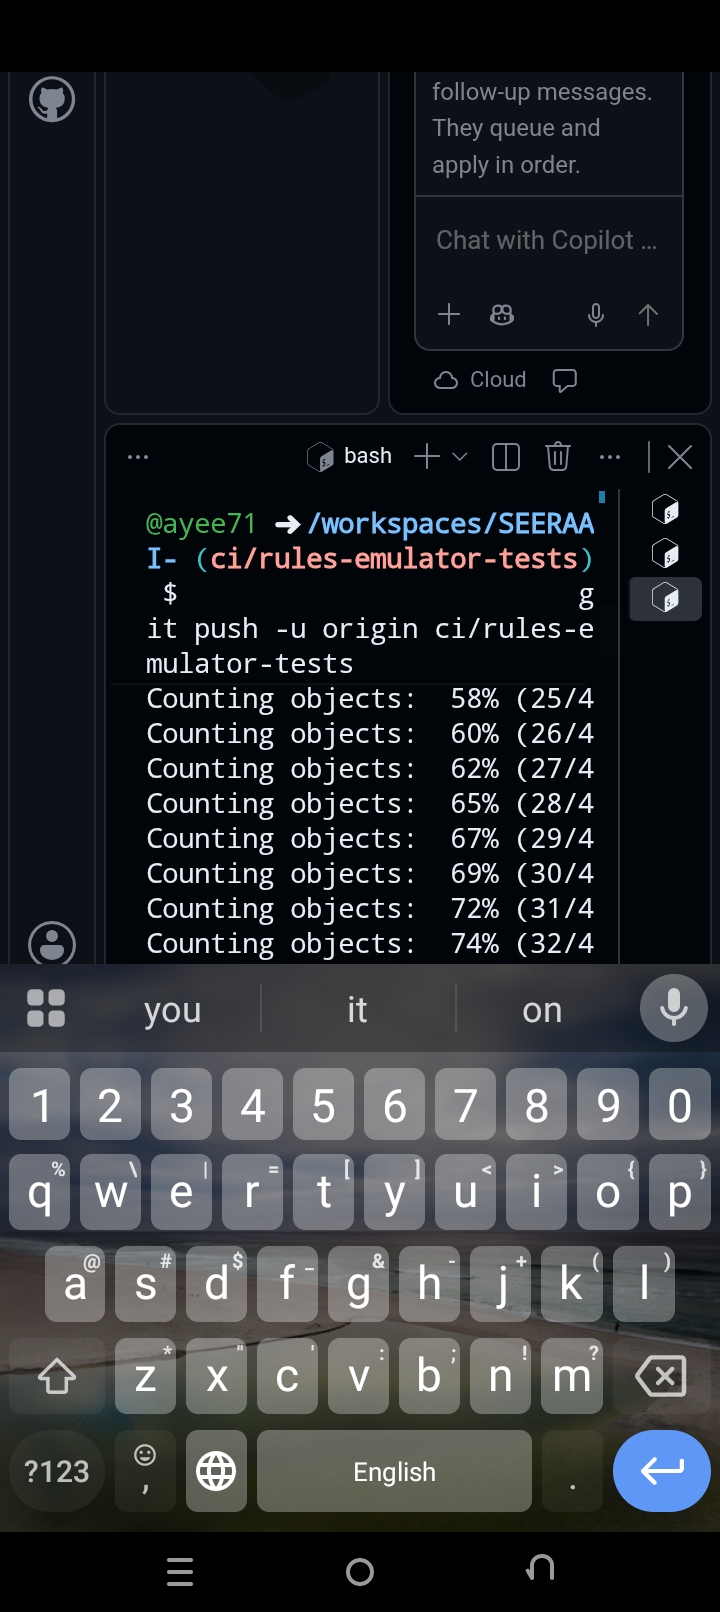 follow-up messages.
They queue and
apply in order.
Chat with Copilot ...
Cloud
bash
@ayee71 ➜ /workspaces/SEERAA
I- (ci/rules-emulator-tests)
$ g
it push -u origin ci/rules-e
mulator-tests
Counting objects: 58% (25/4
Counting objects: 60% (26/4
Counting objects: 62% (27/4
Counting objects: 65% (28/4
Counting objects: 67% (29/4
Counting objects: 69% (30/4
Counting objects: 72% (31/4
Counting objects: 74% (32/4
you it on
1 2 3 4 5 6 7 8 9 0
% \ | = [ ] < > { }
q w e r t y u i o p
@ # $ _ & - + ( )
a s d f g h j k l
* " ' : ; ! ?
z x c v b n m
?123 , English .